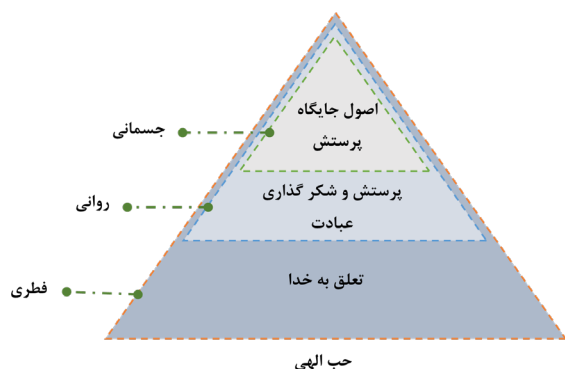 اصول جایگاه
پرستش
جسمانی
پرستش و شکر گذاری
عبادت
روانی
تعلق به خدا
فطری
حب الهی